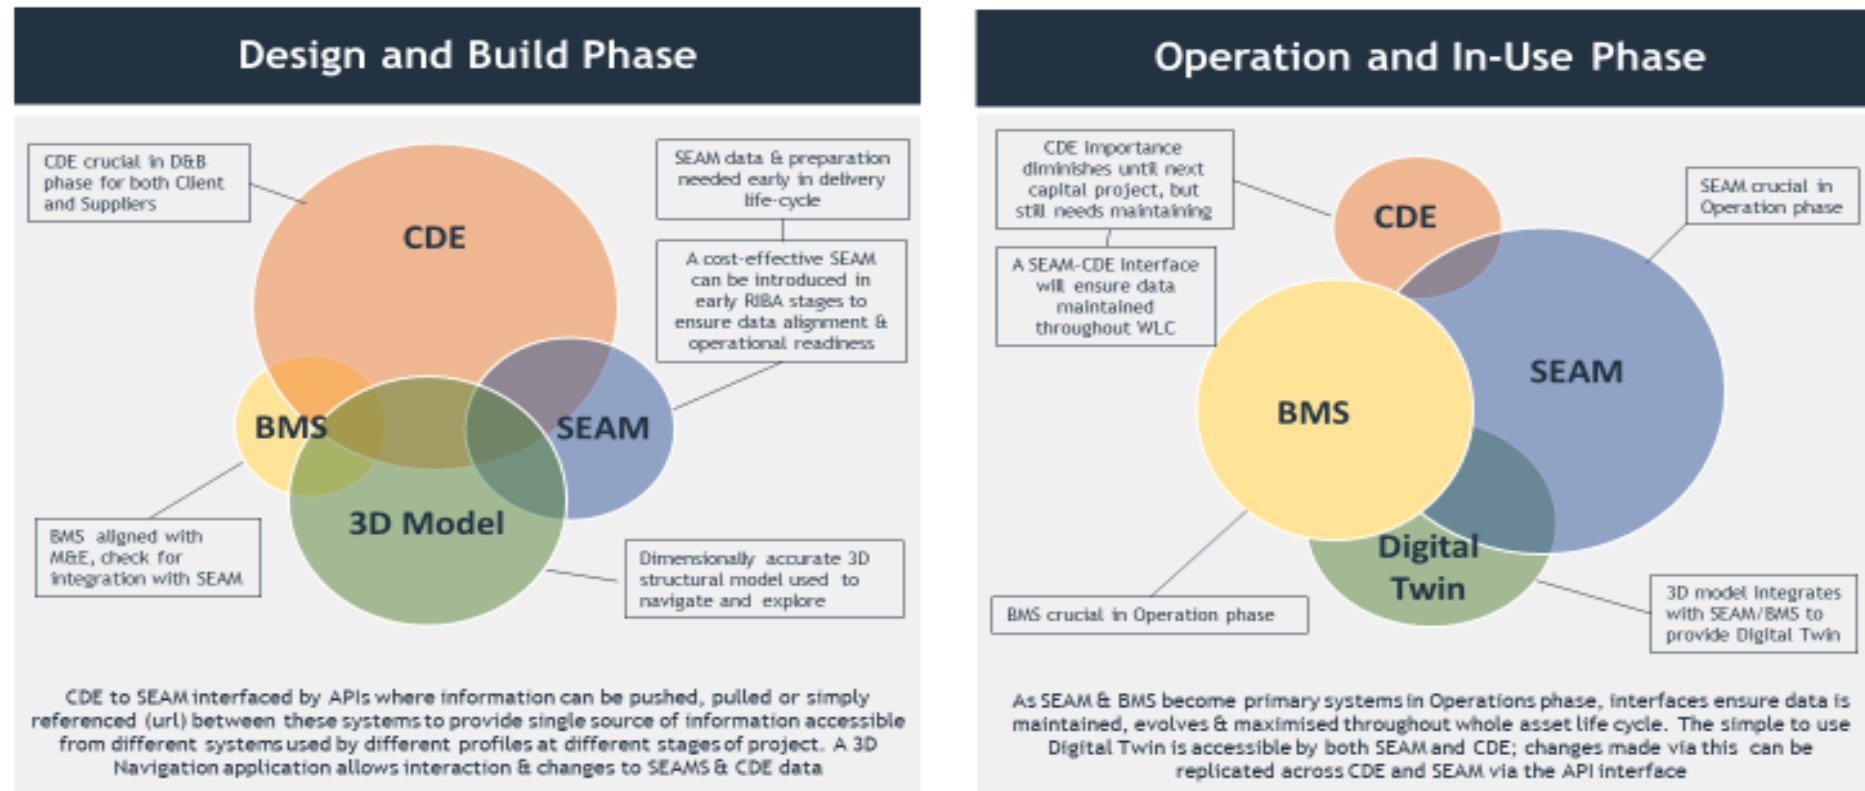 Design and Build Phase
CDE crucial in D&B
phase for both Client
and Suppliers
SEAM data & preparation
needed early in delivery
life-cycle
A cost-effective SEAM
can be introduced in
early RIBA stages to
ensure data alignment &
operational readiness
CDE
BMS
SEAM
3D Model
BMS aligned with
M&E, check for
integration with SEAM
Dimensionally accurate 3D
structural model used to
navigate and explore
CDE to SEAM interfaced by APIs where information can be pushed, pulled or simply
referenced (url) between these systems to provide single source of information accessible
from different systems used by different profiles at different stages of project. A 3D
Navigation application allows interaction & changes to SEAMS & CDE data
Operation and In-Use Phase
CDE importance
diminishes until next
capital project, but
still needs maintaining
A SEAM-CDE interface
will ensure data
maintained
throughout WLC
SEAM crucial in
Operation phase
CDE
SEAM
BMS
Digital
Twin
BMS crucial in Operation phase
3D model integrates
with SEAM/BMS to
provide Digital Twin
As SEAM & BMS become primary systems in Operations phase, interfaces ensure data is
maintained, evolves & maximised throughout whole asset life cycle. The simple to use
Digital Twin is accessible by both SEAM and CDE; changes made via this can be
replicated across CDE and SEAM via the API interface